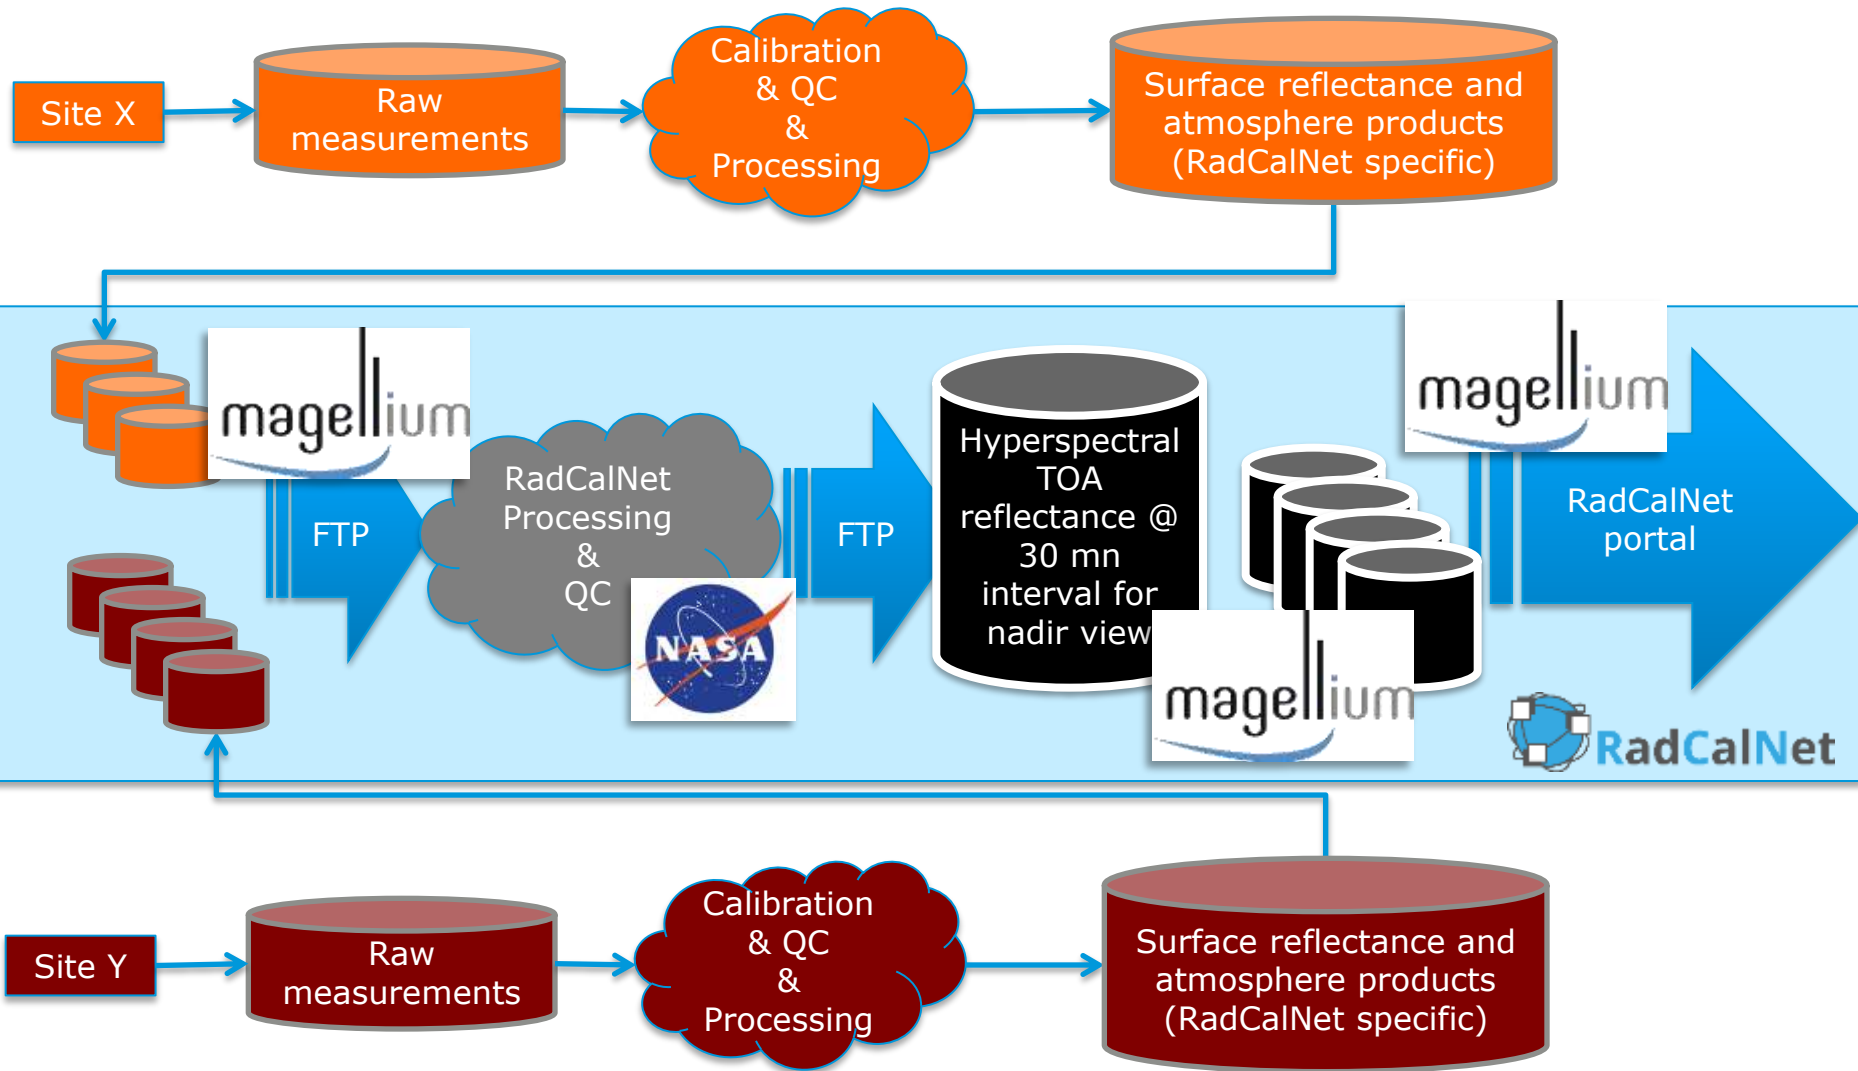 Site X
Raw
measurements
Calibration
& QC
&
Processing
Surface reflectance and
atmosphere products
(RadCalNet specific)
magellium
FTP
RadCalNet
Processing
&
QC
NASA
FTP
Hyperspectral
TOA
reflectance @
30 mn
interval for
nadir view
magellium
magellium
RadCalNet
portal
RadCalNet
Site Y
Raw
measurements
Calibration
& QC
&
Processing
Surface reflectance and
atmosphere products
(RadCalNet specific)